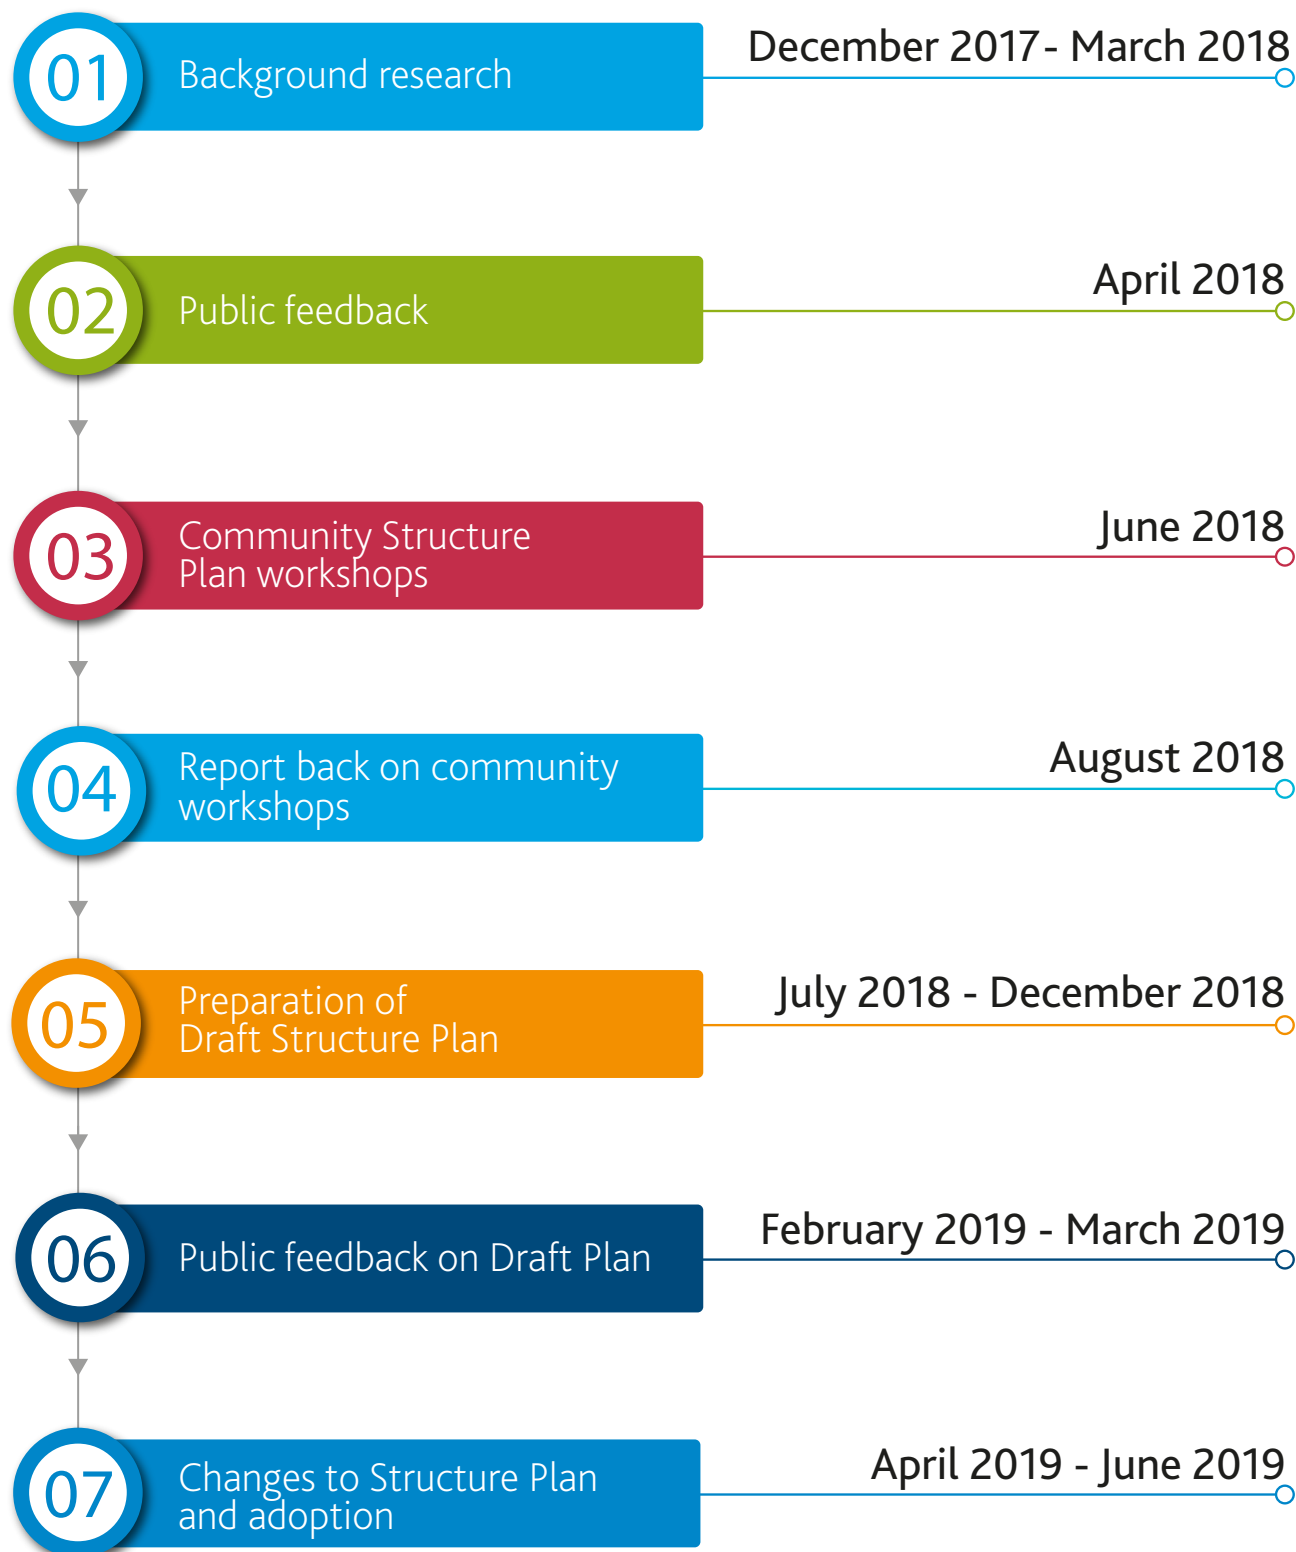 01
Background research
December 2017- March 2018
02
Public feedback
April 2018
03
Community Structure
Plan workshops
June 2018
04
Report back on community
workshops
August 2018
05
Preparation of
Draft Structure Plan
July 2018 - December 2018
06
Public feedback on Draft Plan
February 2019 - March 2019
07
Changes to Structure Plan
and adoption
April 2019 - June 2019